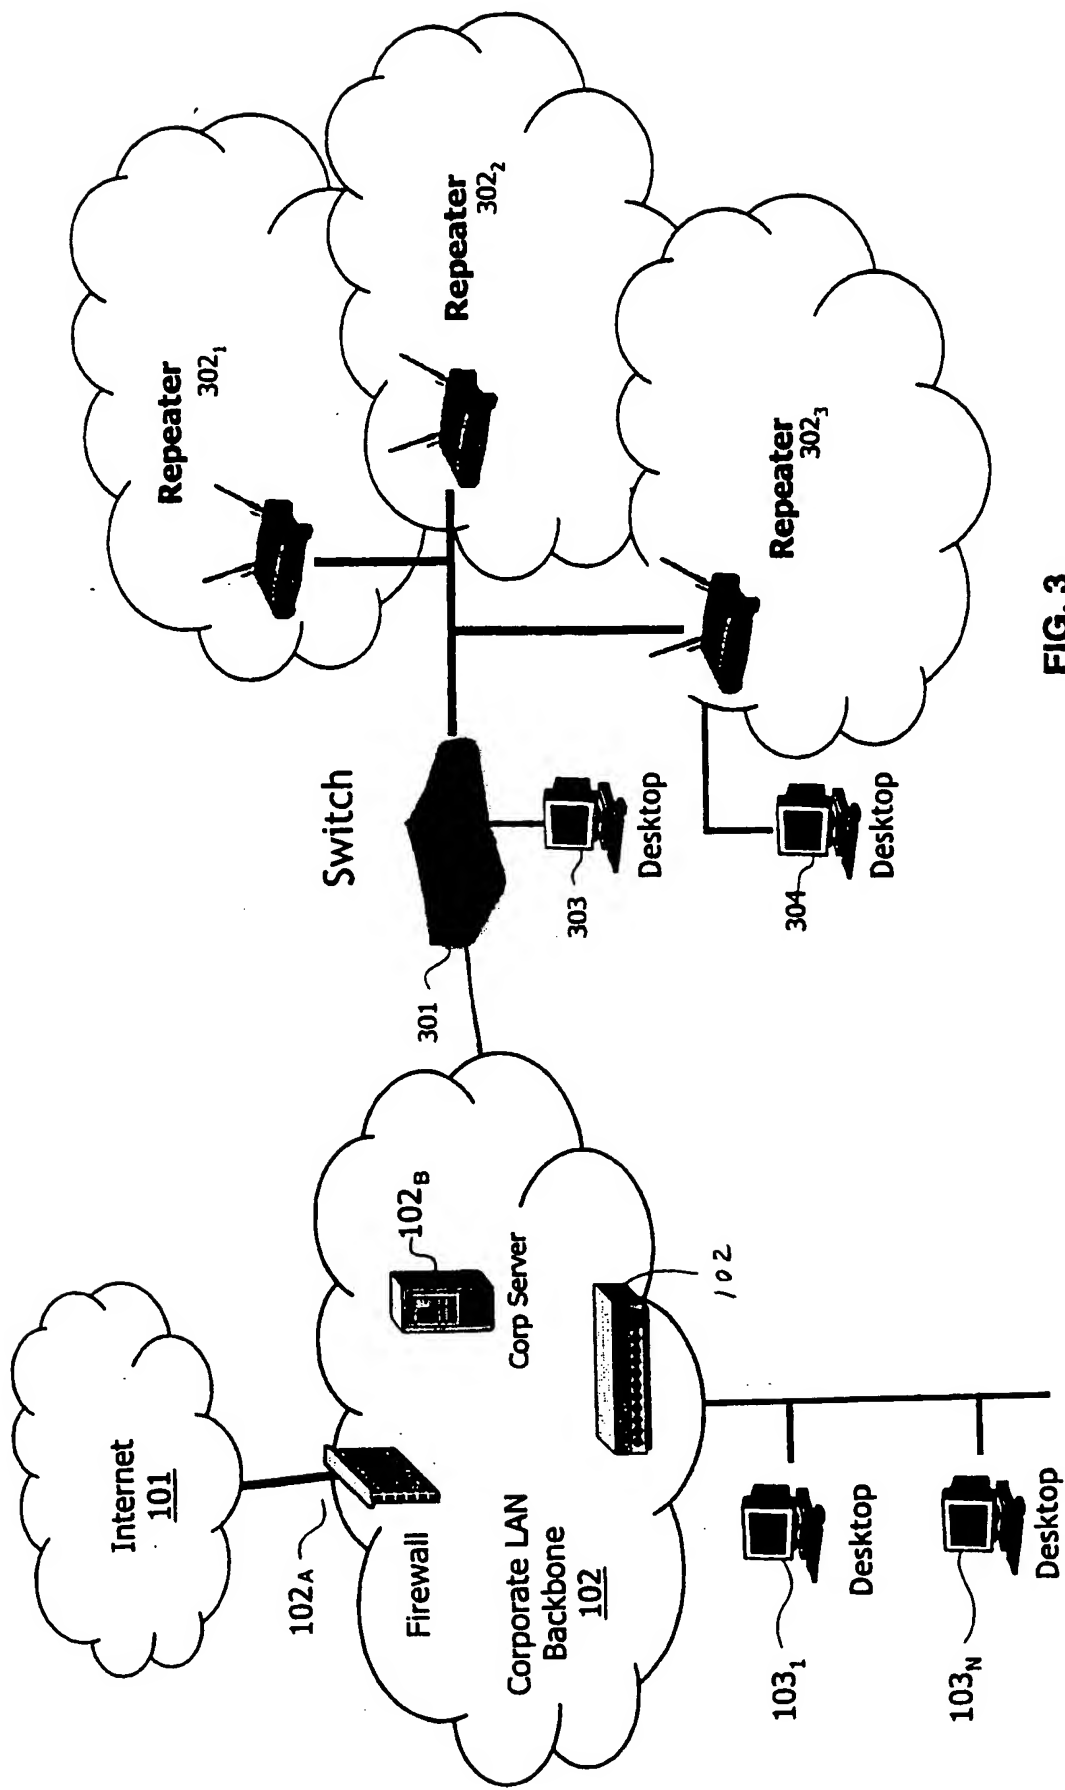 Internet
101
102A
Firewall
Corporate LAN
Backbone
102
102B
Corp Server
102
103₁
Desktop
103N
Desktop
Switch
301
303
Desktop
304
Desktop
Repeater
302₁
Repeater
302₂
Repeater
302₃
FIG. 3